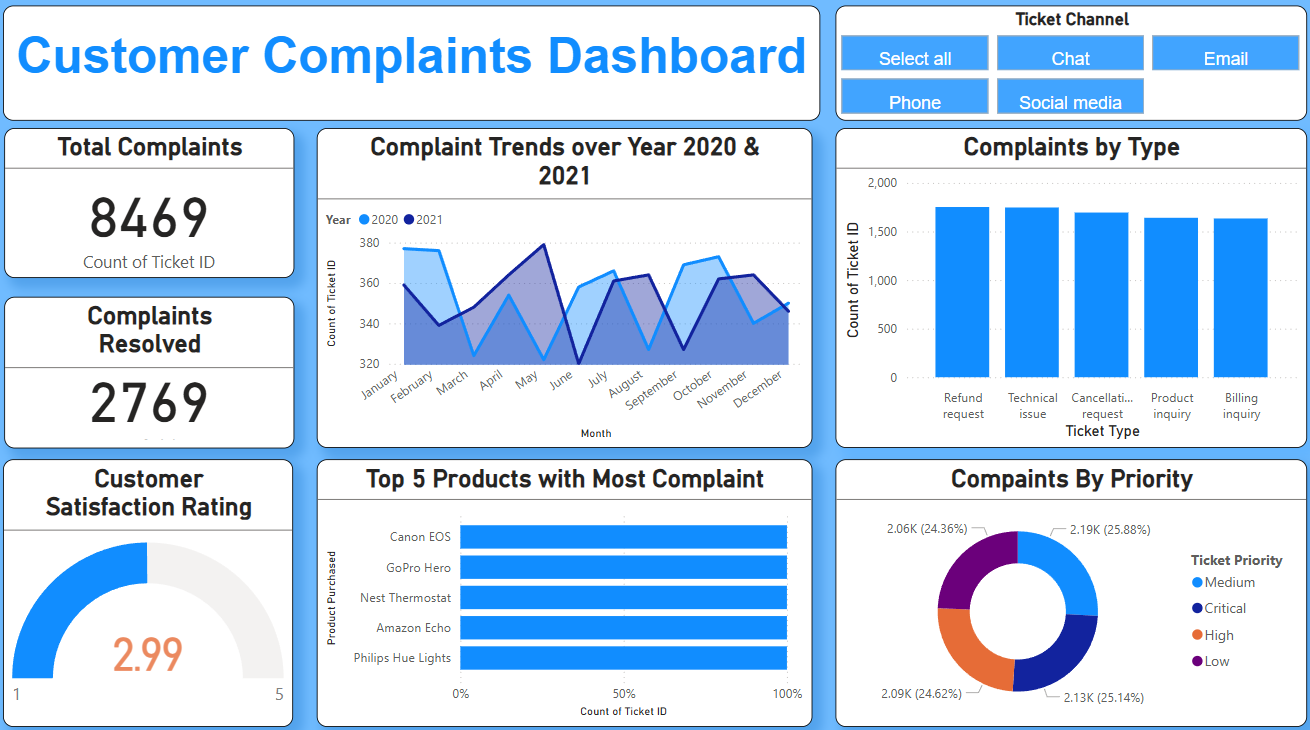 Customer Complaints Dashboard
Ticket Channel
Select all
Chat
Email
Phone
Social media
Total Complaints
8469
Count of Ticket ID
Complaints
Resolved
2769
Customer
Satisfaction Rating
2.99
1
5
Complaint Trends over Year 2020 &
2021
Year
2020
2021
Count of Ticket ID
380
360
340
320
January
February
March
April
May
June
July
August
September
October
November
December
Month
Complaints by Type
Count of Ticket ID
2,000
1,500
1,000
500
0
Refund
request
Technical
issue
Cancellati...
request
Product
inquiry
Billing
inquiry
Ticket Type
Top 5 Products with Most Complaint
Product Purchased
Canon EOS
GoPro Hero
Nest Thermostat
Amazon Echo
Philips Hue Lights
0%
50%
100%
Count of Ticket ID
Compaints By Priority
2.06K (24.36%)
2.19K (25.88%)
2.09K (24.62%)
2.13K (25.14%)
Ticket Priority
Medium
Critical
High
Low